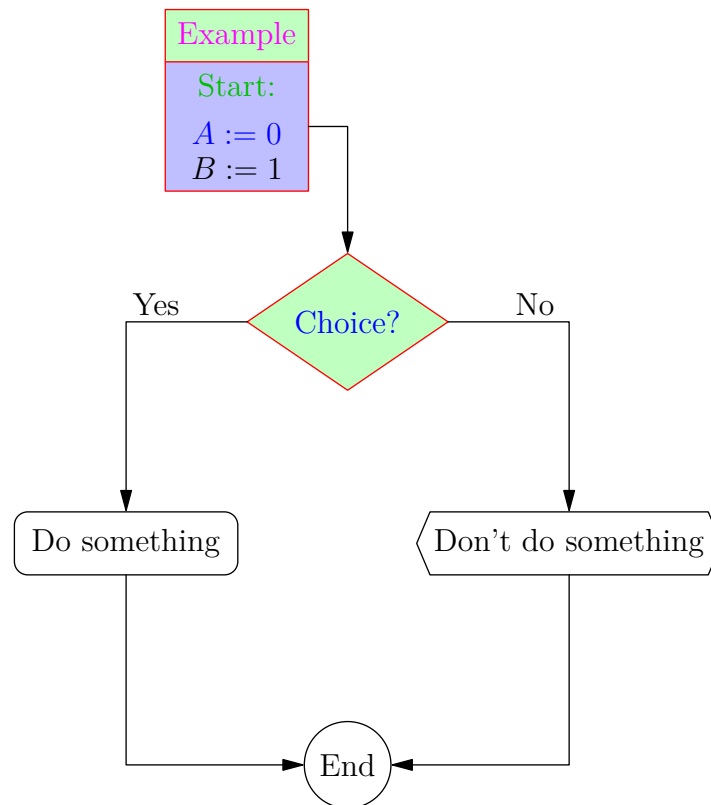 Example
Start:
A := 0
B := 1
Yes
No
Choice?
Do something
Don't do something
End